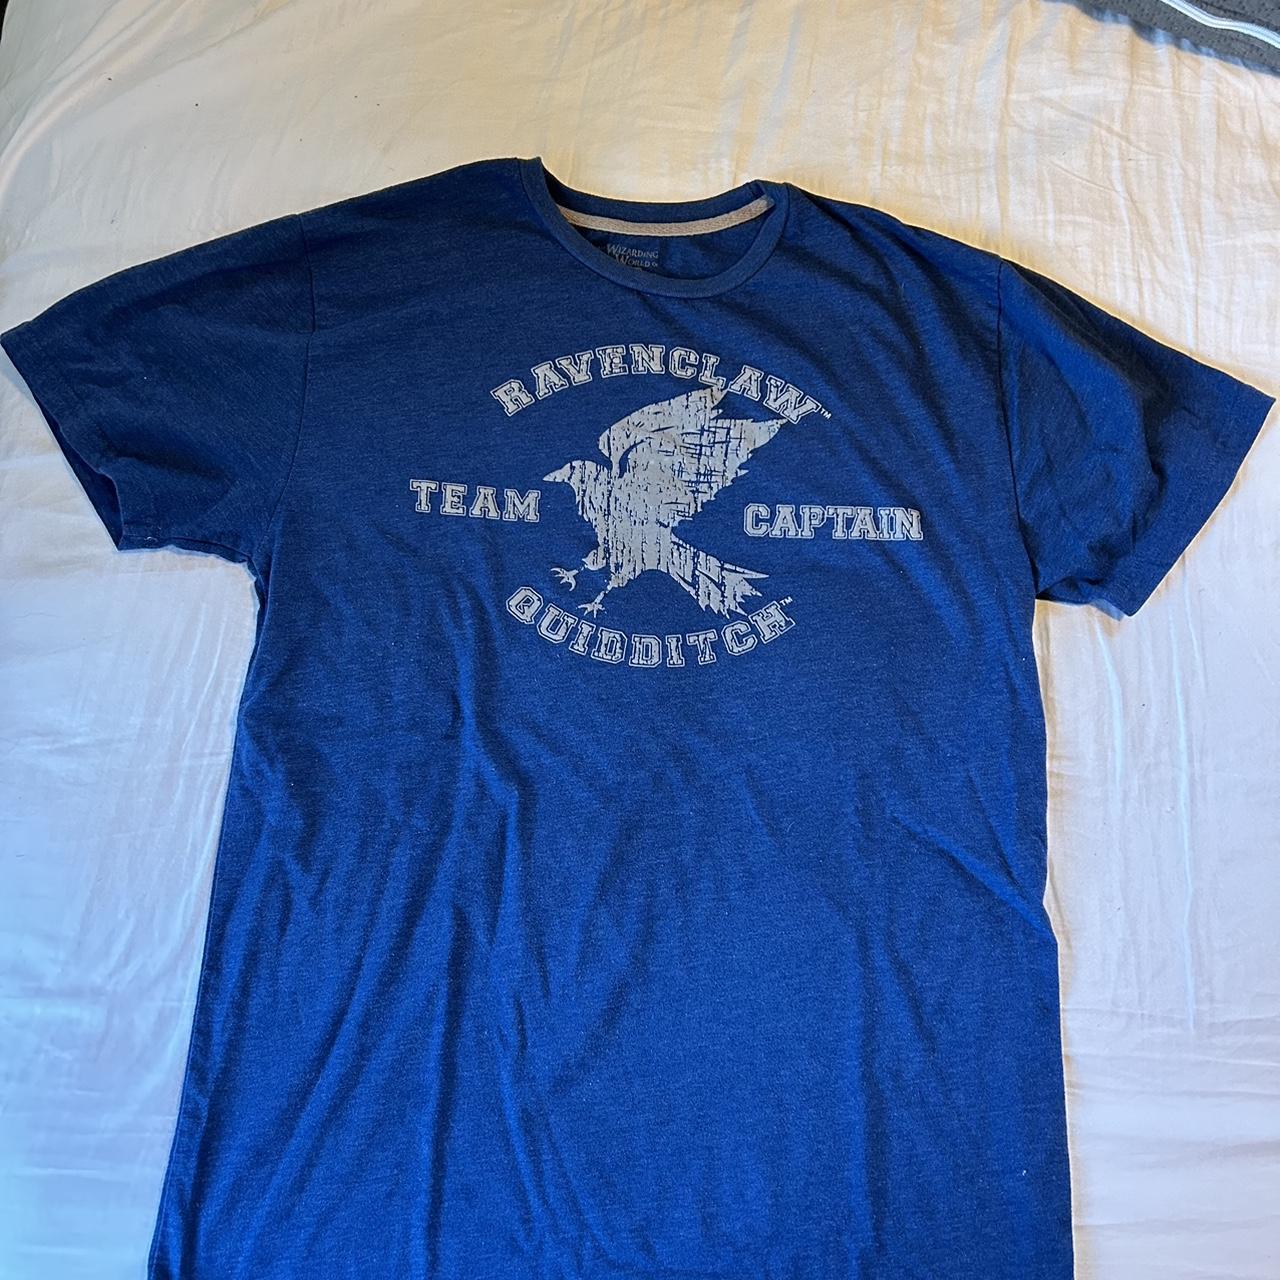 WIZARDING
WORLD
RAVENCLAW™
TEAM CAPTAIN
QUIDDITCH™